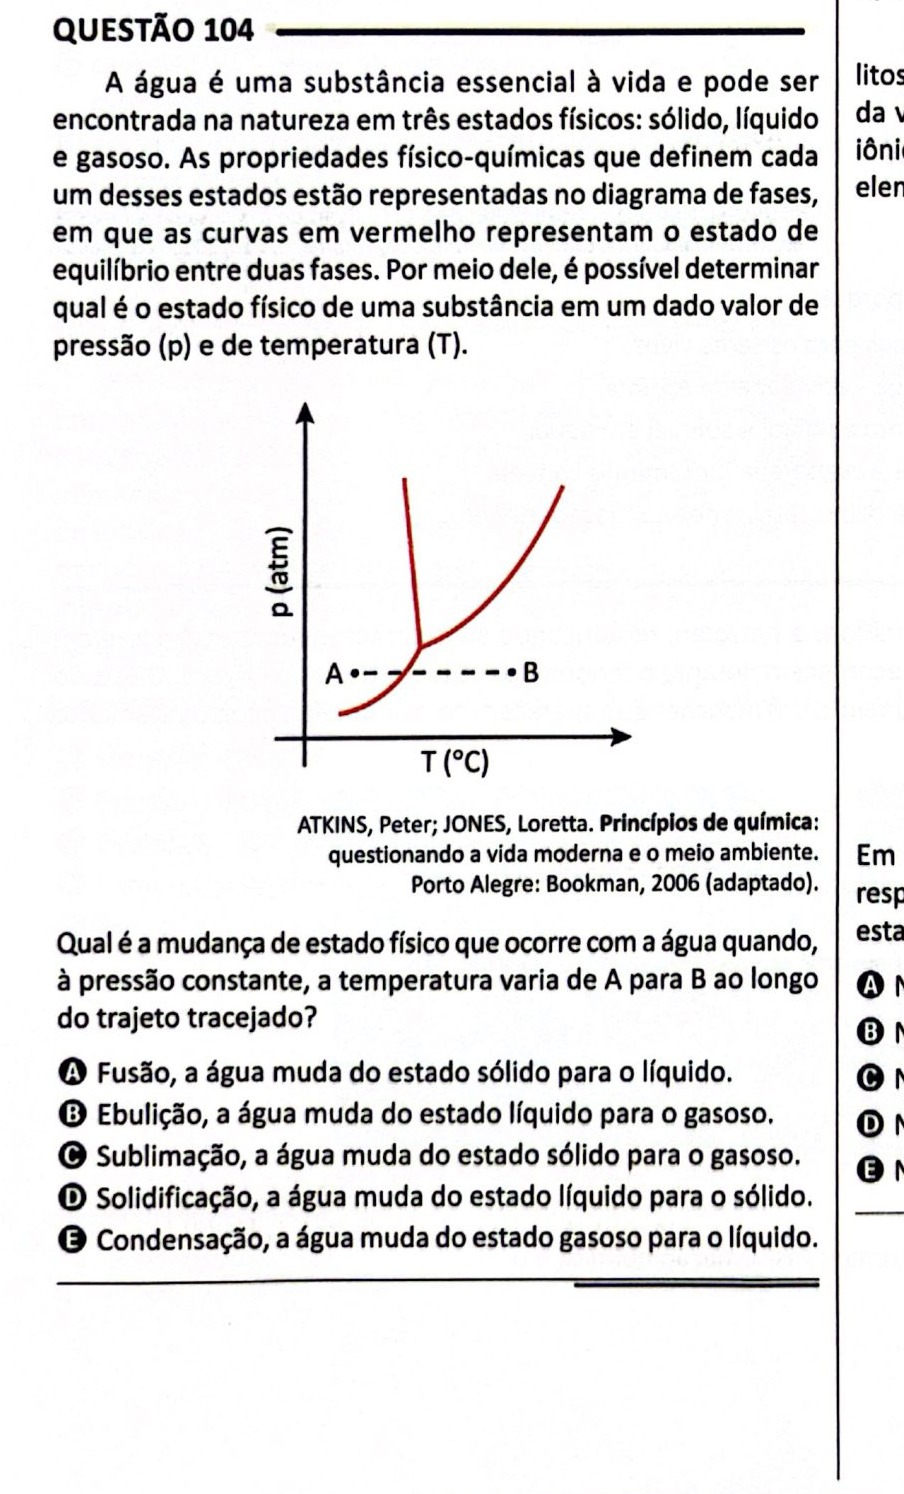 QUESTÃO 104
A água é uma substância essencial à vida e pode ser
encontrada na natureza em três estados físicos: sólido, líquido
e gasoso. As propriedades físico-químicas que definem cada
um desses estados estão representadas no diagrama de fases,
em que as curvas em vermelho representam o estado de
equilíbrio entre duas fases. Por meio dele, é possível determinar
qual é o estado físico de uma substância em um dado valor de
pressão (p) e de temperatura (T).
p (atm)
A
B
T (°C)
ATKINS, Peter; JONES, Loretta. Princípios de química:
questionando a vida moderna e o meio ambiente.
Porto Alegre: Bookman, 2006 (adaptado).
Qual é a mudança de estado físico que ocorre com a água quando,
à pressão constante, a temperatura varia de A para B ao longo
do trajeto tracejado?
A Fusão, a água muda do estado sólido para o líquido.
B Ebulição, a água muda do estado líquido para o gasoso.
C Sublimação, a água muda do estado sólido para o gasoso.
D Solidificação, a água muda do estado líquido para o sólido.
E Condensação, a água muda do estado gasoso para o líquido.
litos
da v
iôni
elen
Em
resp
esta
A N
B N
C N
D N
E N